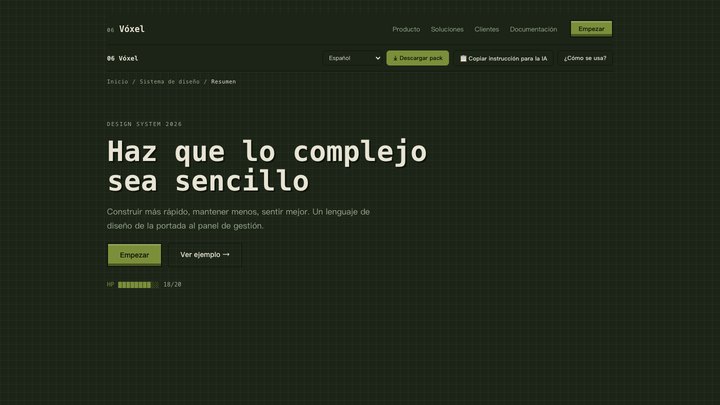 06 Vóxel
Producto Soluciones Clientes Documentación Empezar
06 Vóxel
Español Descargar pack Copiar instrucción para la IA ¿Cómo se usa?
Inicio / Sistema de diseño / Resumen
DESIGN SYSTEM 2026
Haz que lo complejo
sea sencillo
Construir más rápido, mantener menos, sentir mejor. Un lenguaje de
diseño de la portada al panel de gestión.
Empezar Ver ejemplo →
HP ▓▓▓▓▓▓▓▓░░ 18/20